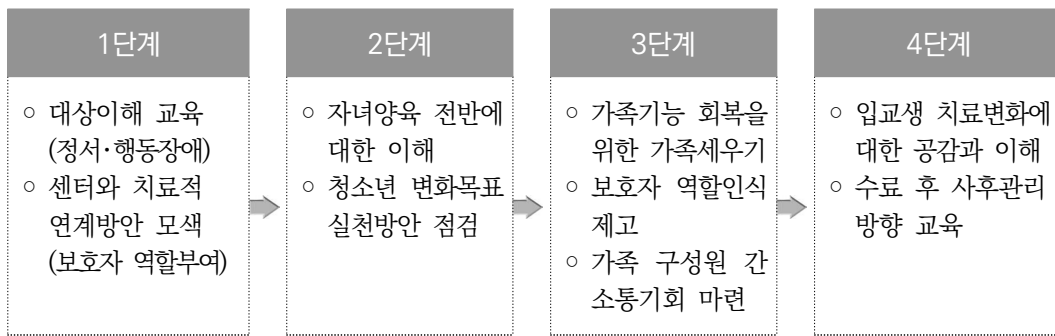 1단계
○ 대상이해 교육
(정서·행동장애)
○ 센터와 치료적
연계방안 모색
(보호자 역할부여)
2단계
○ 자녀양육 전반에
대한 이해
○ 청소년 변화목표
실천방안 점검
3단계
○ 가족기능 회복을
위한 가족세우기
○ 보호자 역할인식
제고
○ 가족 구성원 간
소통기회 마련
4단계
○ 입교생 치료변화에
대한 공감과 이해
○ 수료 후 사후관리
방향 교육